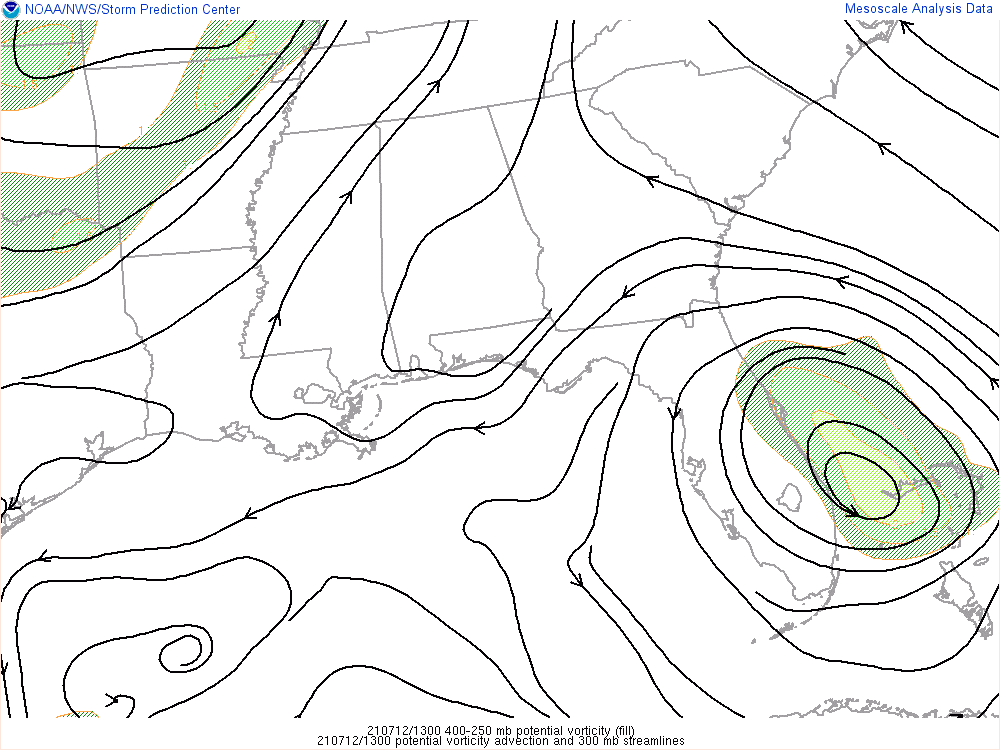 NOAA/NWS/Storm Prediction Center
Mesoscale Analysis Data
210712/1300 400-250 mb potential vorticity (fill)
210712/1300 potential vorticity advection and 300 mb streamlines